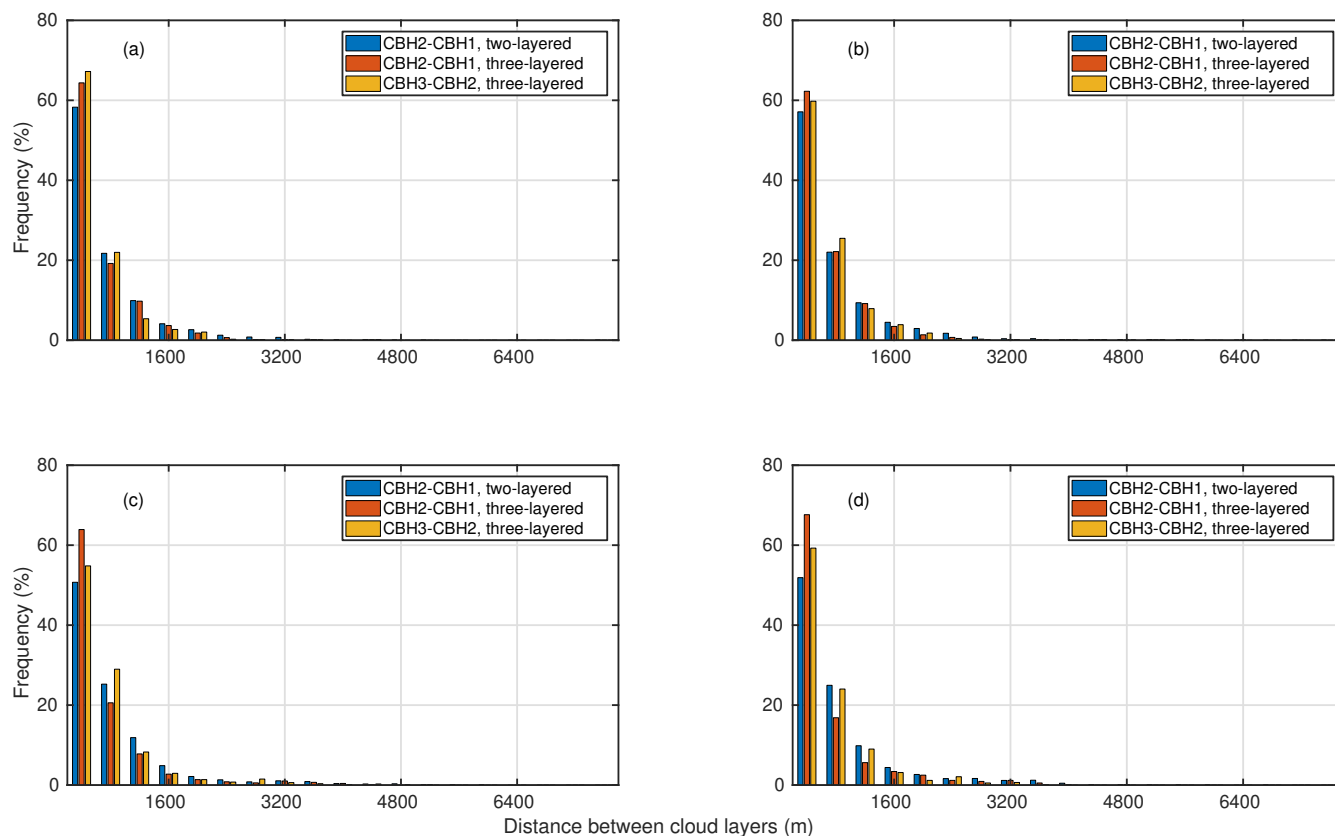 80
60
40
20
0
Frequency (%)
(a)
CBH2-CBH1, two-layered
CBH2-CBH1, three-layered
CBH3-CBH2, three-layered
1600
3200
4800
6400
80
60
40
20
0
(b)
CBH2-CBH1, two-layered
CBH2-CBH1, three-layered
CBH3-CBH2, three-layered
1600
3200
4800
6400
80
60
40
20
0
Frequency (%)
(c)
CBH2-CBH1, two-layered
CBH2-CBH1, three-layered
CBH3-CBH2, three-layered
1600
3200
4800
6400
80
60
40
20
0
(d)
CBH2-CBH1, two-layered
CBH2-CBH1, three-layered
CBH3-CBH2, three-layered
1600
3200
4800
6400
Distance between cloud layers (m)